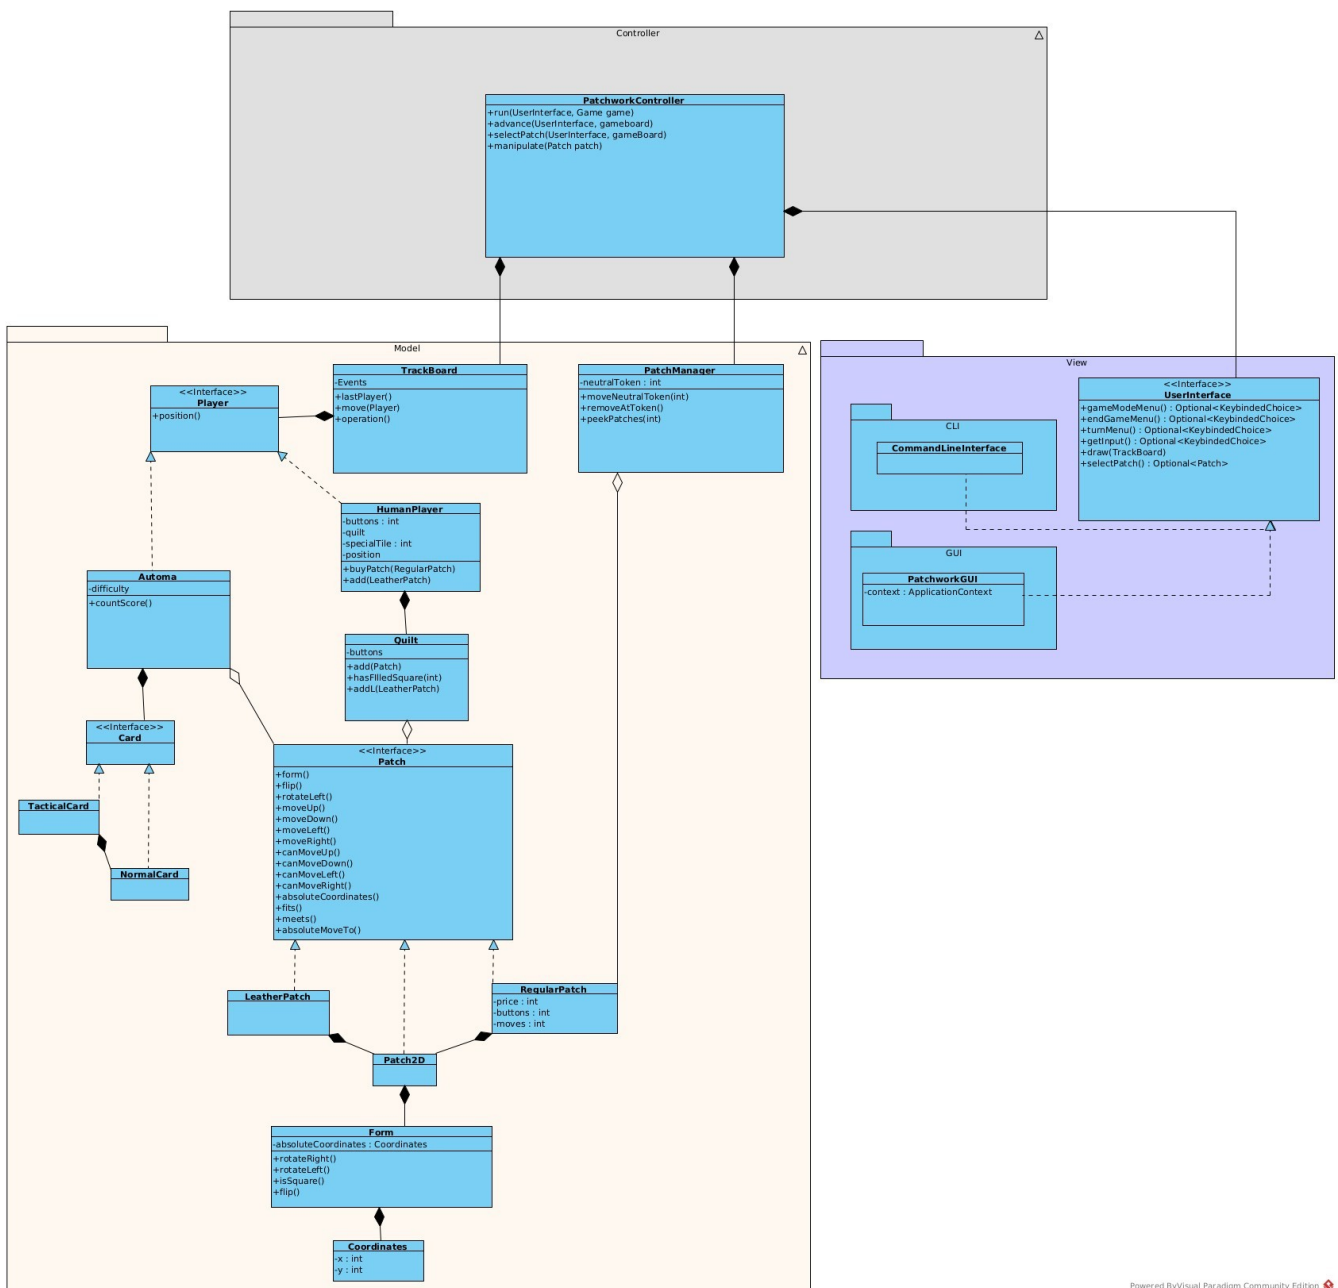 Controller
PatchworkController
+run(UserInterface, Game game)
+advance(UserInterface, gameboard)
+selectPatch(UserInterface, gameBoard)
+manipulate(Patch patch)
Model
TrackBoard
-Events
+lastPlayer()
+move(Player)
+operation()
PatchManager
-neutralToken : int
+moveNeutralToken(int)
+removeAtToken()
+peekPatches(int)
<<Interface>>
Player
+position()
HumanPlayer
-buttons : int
-quilt
-specialTile : int
-position
+buyPatch(RegularPatch)
+add(LeatherPatch)
Automa
-difficulty
+countScore()
Quilt
-buttons
+add(Patch)
+hasFIlledSquare(int)
+addL(LeatherPatch)
<<Interface>>
Card
TacticalCard
NormalCard
<<Interface>>
Patch
+form()
+flip()
+rotateLeft()
+moveUp()
+moveDown()
+moveLeft()
+moveRight()
+canMoveUp()
+canMoveDown()
+canMoveLeft()
+canMoveRight()
+absoluteCoordinates()
+fits()
+meets()
+absoluteMoveTo()
LeatherPatch
RegularPatch
-price : int
-buttons : int
-moves : int
Patch2D
Form
-absoluteCoordinates : Coordinates
+rotateRight()
+rotateLeft()
+isSquare()
+flip()
Coordinates
-x : int
-y : int
View
<<Interface>>
UserInterface
+gameModeMenu() : Optional<KeybindedChoice>
+endGameMenu() : Optional<KeybindedChoice>
+turnMenu() : Optional<KeybindedChoice>
+getInput() : Optional<KeybindedChoice>
+draw(TrackBoard)
+selectPatch() : Optional<Patch>
CLI
CommandLineInterface
GUI
PatchworkGUI
-context : ApplicationContext
Powered ByVisual Paradigm Community Edition